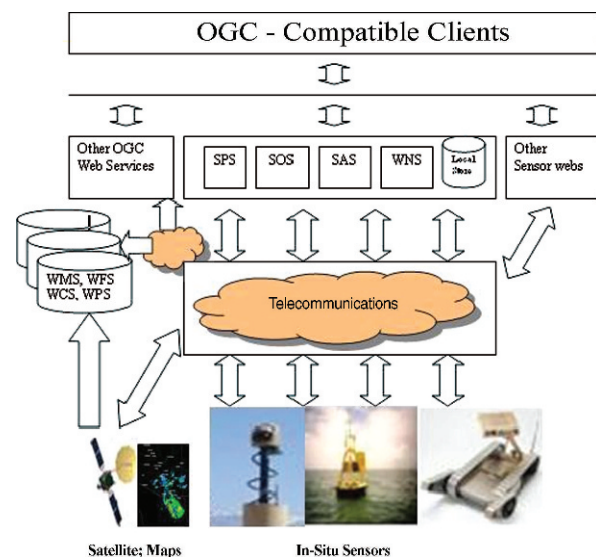 OGC - Compatible Clients
Other OGC
Web Services
SPS
SOS
SAS
WNS
Local
Store
Other
Sensor webs
WMS, WFS
WCS, WPS
Telecommunications
Satellite; Maps
In-Situ Sensors